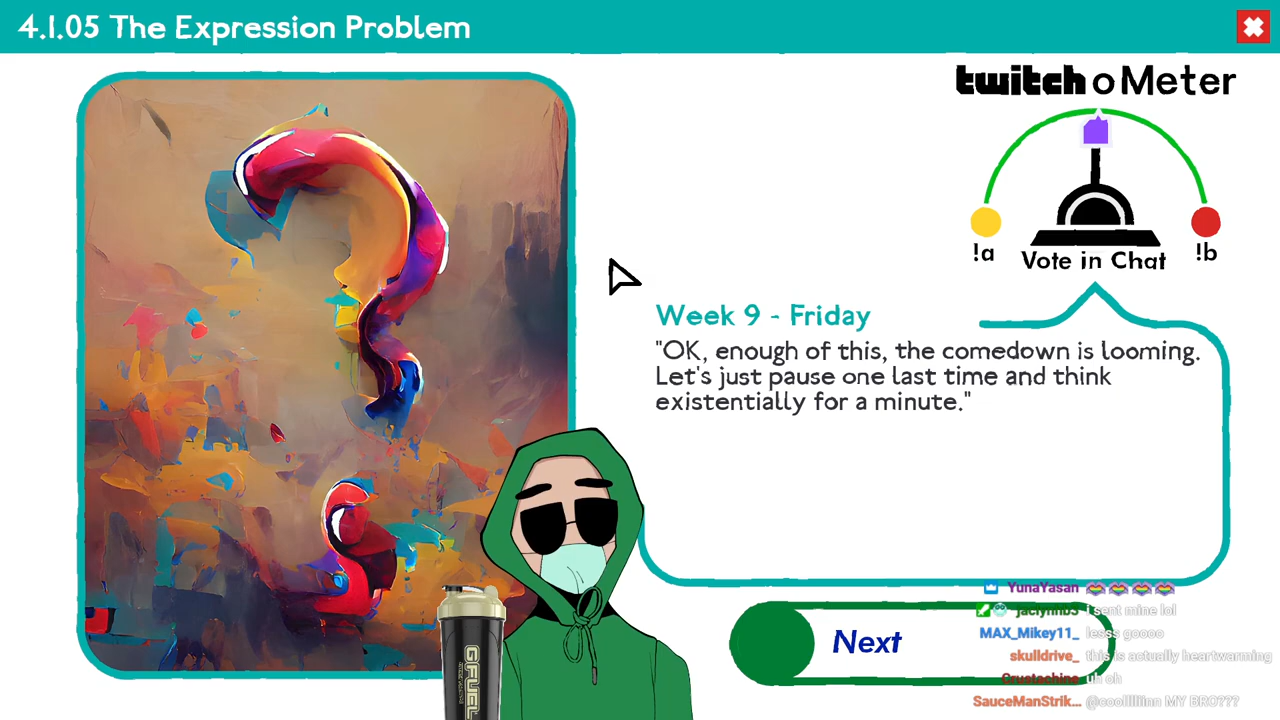 4.1.05 The Expression Problem
twitch o Meter
!a
Vote in Chat
!b
Week 9 - Friday
"OK, enough of this, the comedown is looming.
Let's just pause one last time and think
existentially for a minute."
Next
YunaYasan
jaclynnb3 i sent mine lol
MAX_Mikey11_ lesss goooo
skulldrive_ this is actually heartwarming
Crustachine uh oh
SauceManStrik... @coollllliinn MY BRO???
GFUEL